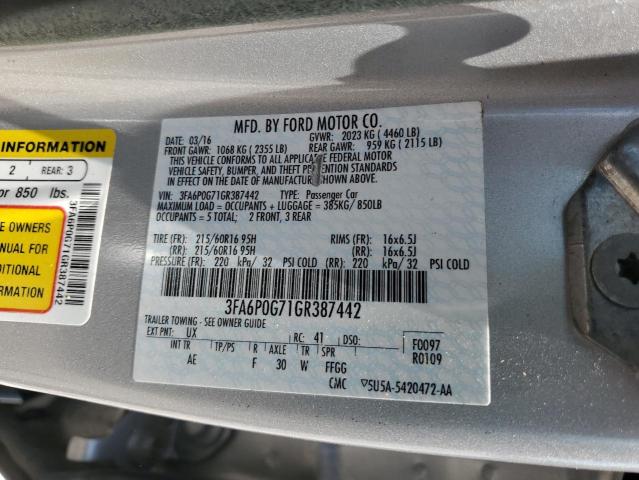 INFORMATION
2 REAR: 3
or 850 lbs.
E OWNERS
NUAL FOR
DITIONAL
ORMATION
3FA6P0G71GR387442
MFD. BY FORD MOTOR CO.
DATE: 03/16 GVWR: 2023 KG ( 4460 LB)
FRONT GAWR: 1068 KG ( 2355 LB) REAR GAWR: 959 KG ( 2115 LB)
THIS VEHICLE CONFORMS TO ALL APPLICABLE FEDERAL MOTOR
VEHICLE SAFETY, BUMPER, AND THEFT PREVENTION STANDARDS
IN EFFECT ON THE DATE OF MANUFACTURE SHOWN ABOVE.
VIN: 3FA6P0G71GR387442 TYPE: Passenger Car
MAXIMUM LOAD = OCCUPANTS + LUGGAGE = 385KG/ 850LB
OCCUPANTS = 5 TOTAL; 2 FRONT, 3 REAR
TIRE (FR): 215/60R16 95H RIMS (FR): 16x6.5J
(RR): 215/60R16 95H (RR): 16x6.5J
PRESSURE (FR): 220 kPa/ 32 PSI COLD (RR): 220 kPa/ 32 PSI COLD
3FA6P0G71GR387442
TRAILER TOWING - SEE OWNER GUIDE
EXT PNT: UX RC: 41 DSO: F0097
INT TR TP/PS R AXLE TR SPR R0109
AE F 30 W FFGG
CMC 5U5A-5420472-AA